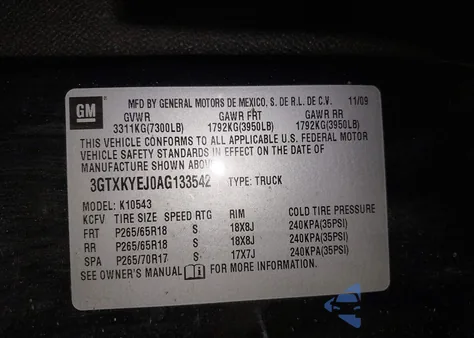 GM
MFD BY GENERAL MOTORS DE MEXICO, S. DE R.L. DE C.V. 11/09
GVWR GAWR FRT GAWR RR
3311KG(7300LB) 1792KG(3950LB) 1792KG(3950LB)
THIS VEHICLE CONFORMS TO ALL APPLICABLE U.S. FEDERAL MOTOR
VEHICLE SAFETY STANDARDS IN EFFECT ON THE DATE OF
MANUFACTURE SHOWN ABOVE.
3GTXKYEJ0AG133542 TYPE: TRUCK
MODEL: K10543
KCFV TIRE SIZE SPEED RTG RIM COLD TIRE PRESSURE
FRT P265/65R18 S 18X8J 240KPA(35PSI)
RR P265/65R18 S 18X8J 240KPA(35PSI)
SPA P265/70R17 S 17X7J 240KPA(35PSI)
SEE OWNER'S MANUAL FOR MORE INFORMATION.